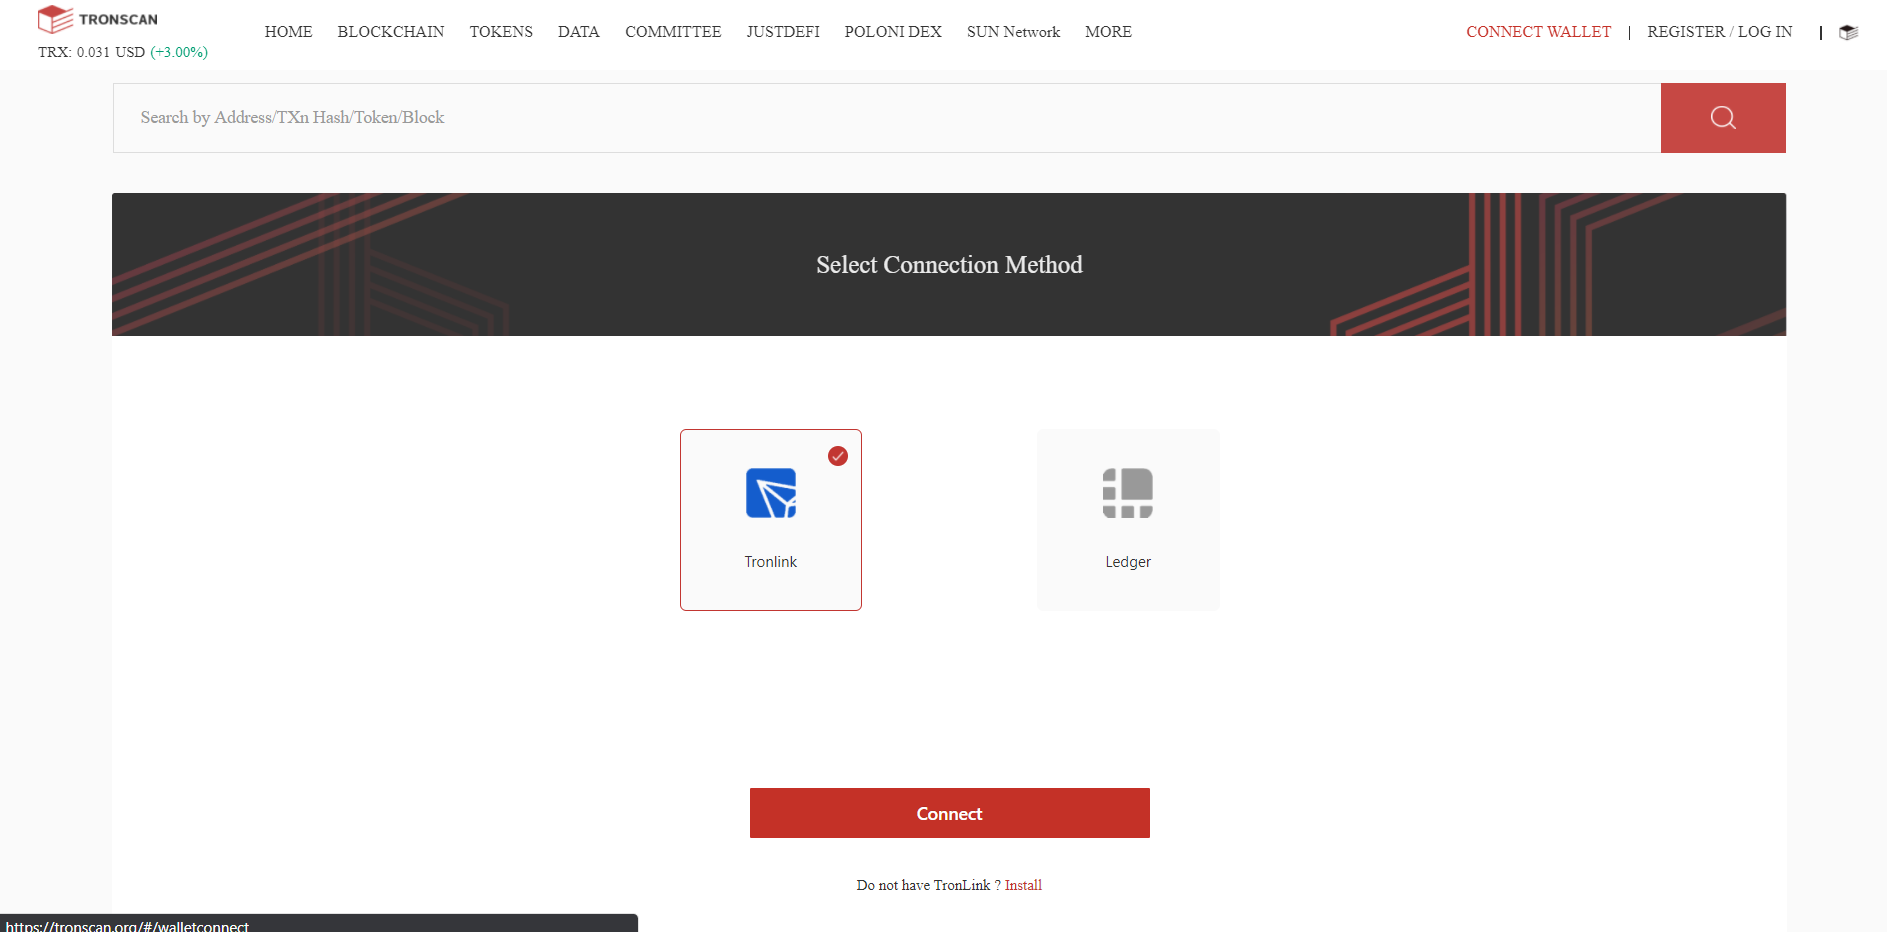 TRONSCAN
TRX: 0.031 USD (+3.00%)
HOME BLOCKCHAIN TOKENS DATA COMMITTEE JUSTDEFI POLONI DEX SUN Network MORE
CONNECT WALLET | REGISTER / LOG IN |
Search by Address/TXn Hash/Token/Block
Select Connection Method
Tronlink
Ledger
Connect
Do not have TronLink ? Install
https://tronscan.org/#/walletconnect